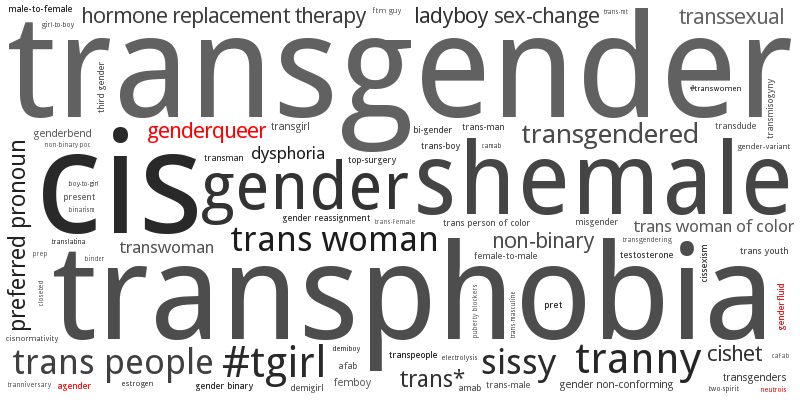 male-to-female
hormone replacement therapy
ftm guy
ladyboy
sex-change
trans-mt
transsexual
girl-to-boy
transgender
third gender
#transwomen
transmisogyny
genderbend
genderqueer
transgirl
bi-gender
trans-man
transgendered
transdude
non-binary poc
cis
transman
dysphoria
top-surgery
trans-boy
camab
gender-variant
preferred pronoun
boy-to-girl
present
binarism
gender
shemale
gender reassignment
trans-female
trans person of color
misgender
trans woman of color
translatina
transwoman
trans woman
non-binary
transgendering
prep
binder
female-to-male
testosterone
cissexism
trans youth
closeted
transphobia
puberty blockers
trans-masculine
pret
genderfluid
cisnormativity
trans people
#tgirl
demiboy
transpeople
electrolysis
sissy
tranny
cishet
cafab
afab
tranniversary
agender
estrogen
gender binary
demigirl
femboy
trans*
amab
trans-male
gender non-conforming
transgenders
two-spirit
neutrois